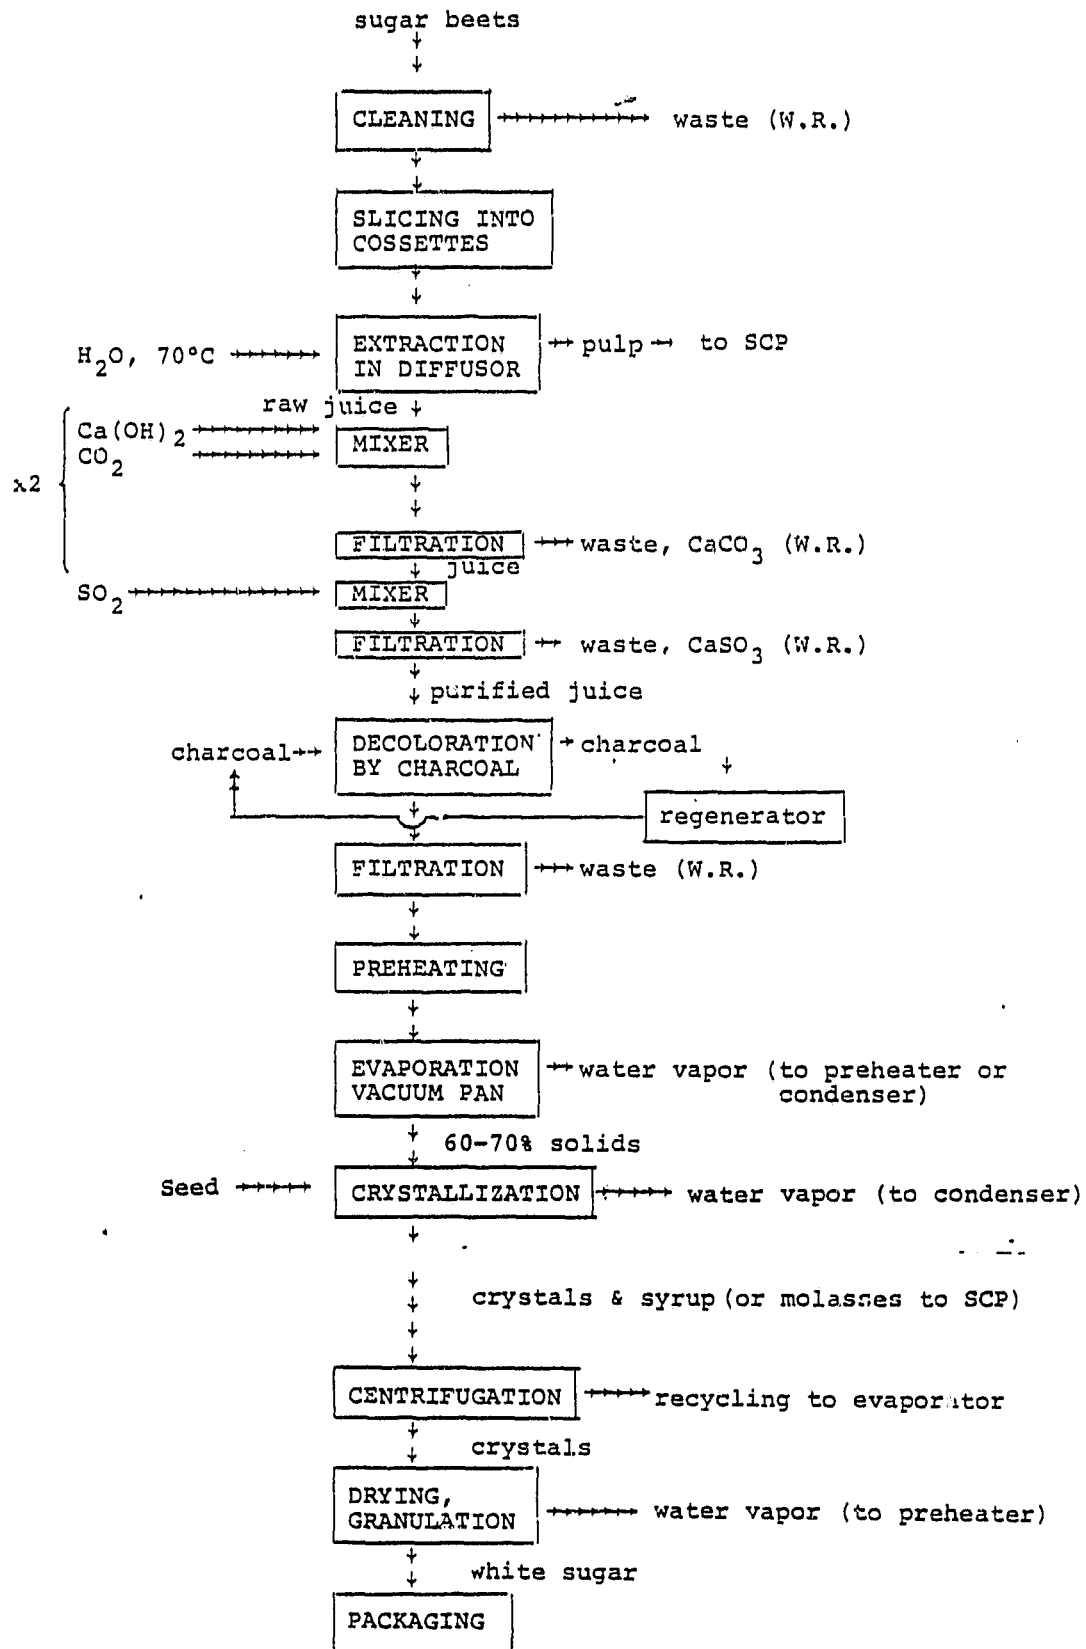 sugar beets
CLEANING
waste (W.R.)
SLICING INTO
COSSETTES
H2O, 70°C
EXTRACTION
IN DIFFUSOR
pulp
to SCP
raw juice
x2
Ca(OH)2
CO2
MIXER
FILTRATION
waste, CaCO3 (W.R.)
juice
SO2
MIXER
FILTRATION
waste, CaSO3 (W.R.)
purified juice
charcoal
DECOLORATION
BY CHARCOAL
charcoal
regenerator
FILTRATION
waste (W.R.)
PREHEATING
EVAPORATION
VACUUM PAN
water vapor (to preheater or
condenser)
60-70% solids
Seed
CRYSTALLIZATION
water vapor (to condenser)
crystals & syrup (or molasses to SCP)
CENTRIFUGATION
recycling to evaporator
crystals
DRYING,
GRANULATION
water vapor (to preheater)
white sugar
PACKAGING